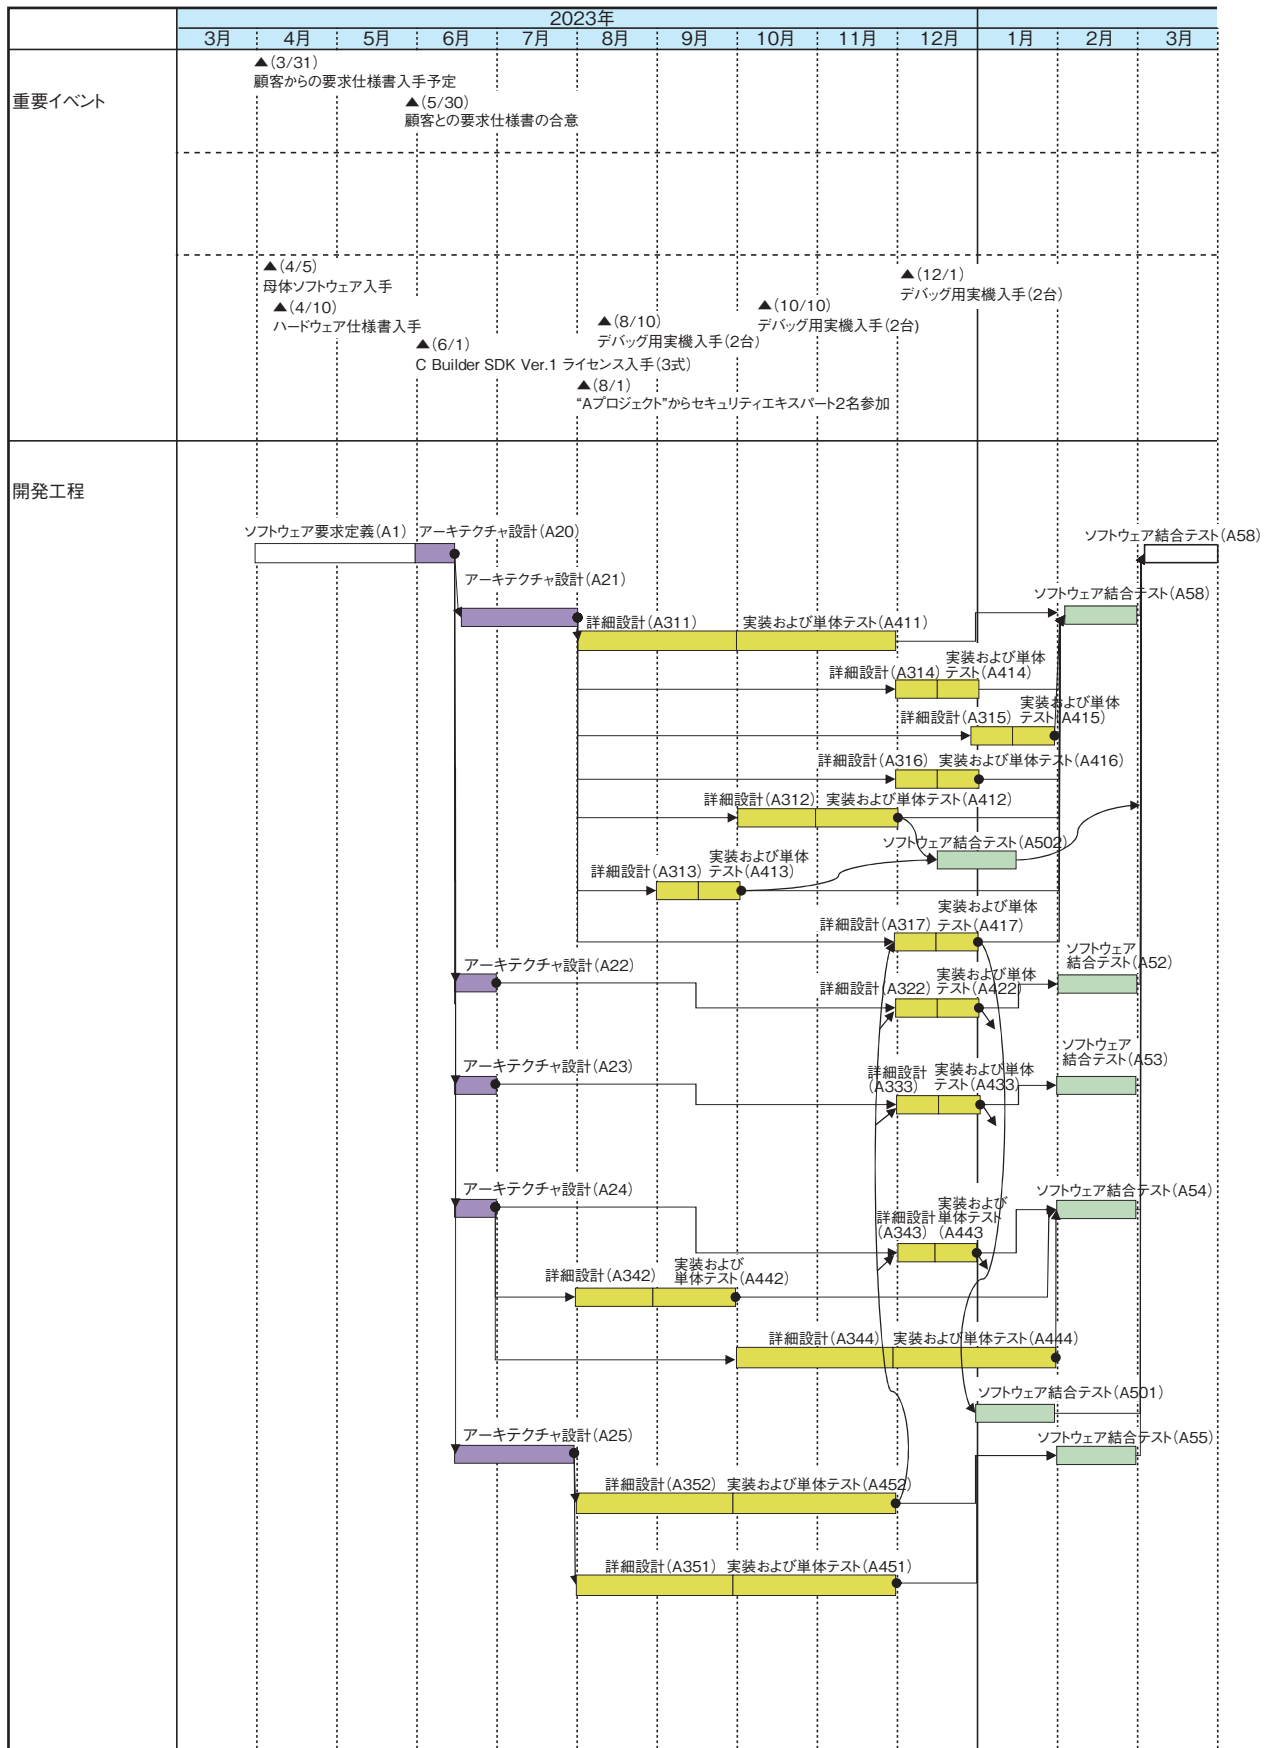 2023年
3月 4月 5月 6月 7月 8月 9月 10月 11月 12月 1月 2月 3月
重要イベント
▲(3/31)
顧客からの要求仕様書入手予定
▲(5/30)
顧客との要求仕様書の合意
▲(4/5)
母体ソフトウェア入手
▲(4/10)
ハードウェア仕様書入手
▲(6/1)
C Builder SDK Ver.1 ライセンス入手(3式)
▲(8/10)
デバッグ用実機入手(2台)
▲(10/10)
デバッグ用実機入手(2台)
▲(12/1)
デバッグ用実機入手(2台)
▲(8/1)
“Aプロジェクト”からセキュリティエキスパート2名参加
開発工程
ソフトウェア要求定義(A1)
アーキテクチャ設計(A20)
ソフトウェア結合テスト(A58)
アーキテクチャ設計(A21)
ソフトウェア結合テスト(A58)
詳細設計(A311)
実装および単体テスト(A411)
詳細設計(A314)
実装および単体
テスト(A414)
詳細設計(A315)
実装および単体
テスト(A415)
詳細設計(A316)
実装および単体テスト(A416)
詳細設計(A312)
実装および単体テスト(A412)
ソフトウェア結合テスト(A502)
詳細設計(A313)
実装および単体
テスト(A413)
詳細設計(A317)
実装および単体
テスト(A417)
アーキテクチャ設計(A22)
詳細設計(A322)
実装および単体
テスト(A422)
ソフトウェア
結合テスト(A52)
アーキテクチャ設計(A23)
詳細設計
(A333)
実装および単体
テスト(A433)
ソフトウェア
結合テスト(A53)
アーキテクチャ設計(A24)
詳細設計
(A343)
実装および
単体テスト
(A443
ソフトウェア結合テスト(A54)
詳細設計(A342)
実装および
単体テスト(A442)
詳細設計(A344)
実装および単体テスト(A444)
ソフトウェア結合テスト(A501)
アーキテクチャ設計(A25)
ソフトウェア結合テスト(A55)
詳細設計(A352)
実装および単体テスト(A452)
詳細設計(A351)
実装および単体テスト(A451)